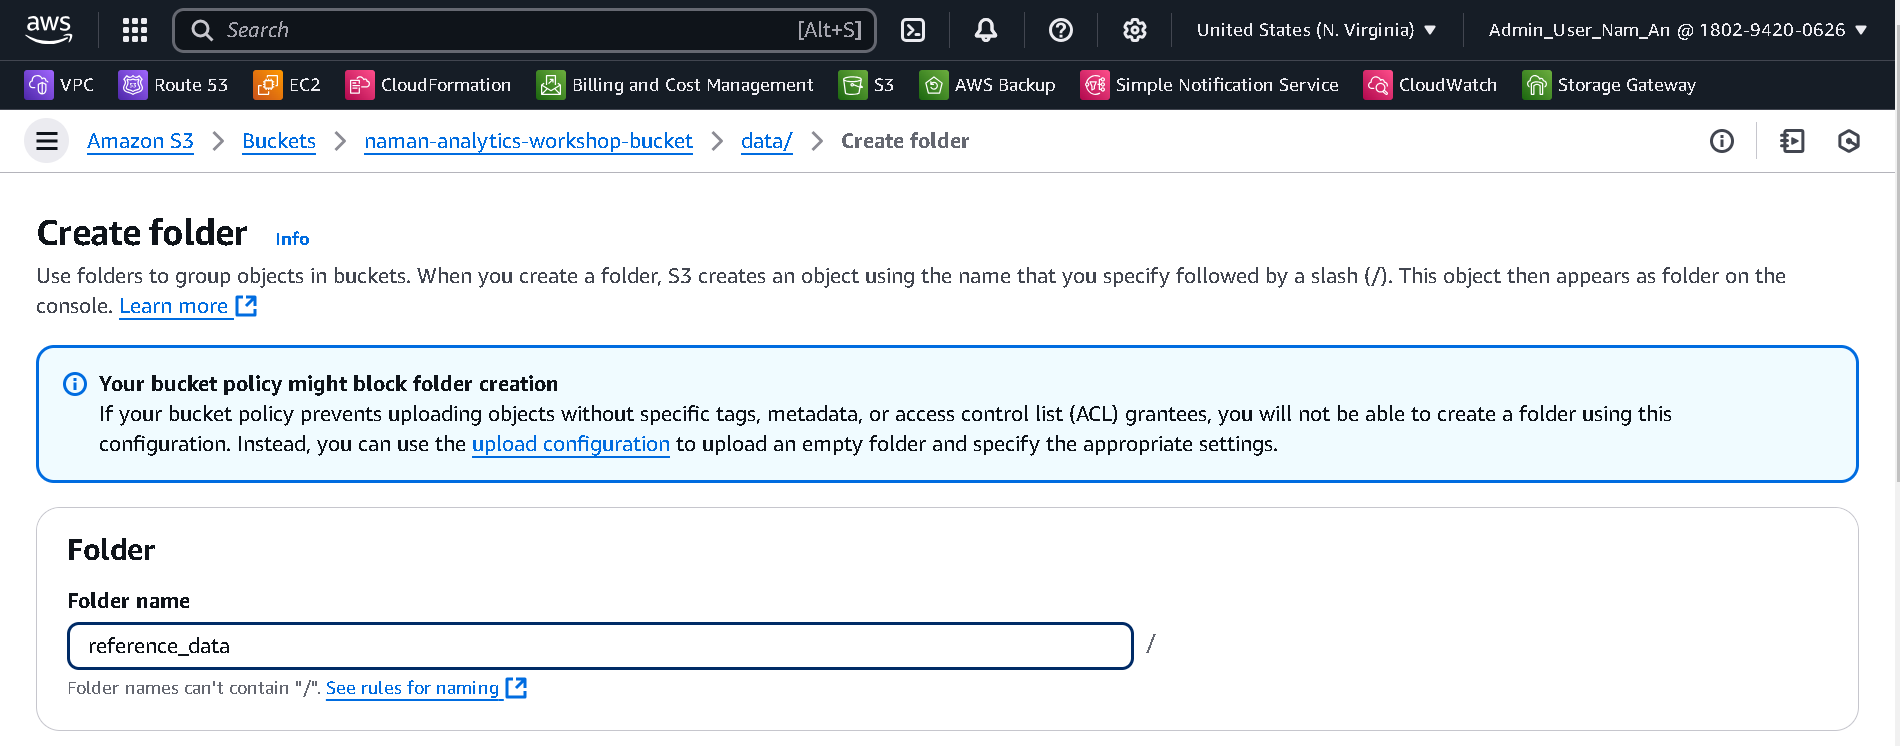 aws
Search [Alt+S] United States (N. Virginia) Admin_User_Nam_An @ 1802-9420-0626
VPC Route 53 EC2 CloudFormation Billing and Cost Management S3 AWS Backup Simple Notification Service CloudWatch Storage Gateway
Amazon S3 Buckets naman-analytics-workshop-bucket data/ Create folder
Create folder Info
Use folders to group objects in buckets. When you create a folder, S3 creates an object using the name that you specify followed by a slash (/). This object then appears as folder on the
console. Learn more
Your bucket policy might block folder creation
If your bucket policy prevents uploading objects without specific tags, metadata, or access control list (ACL) grantees, you will not be able to create a folder using this
configuration. Instead, you can use the upload configuration to upload an empty folder and specify the appropriate settings.
Folder
Folder name
reference_data /
Folder names can't contain "/". See rules for naming